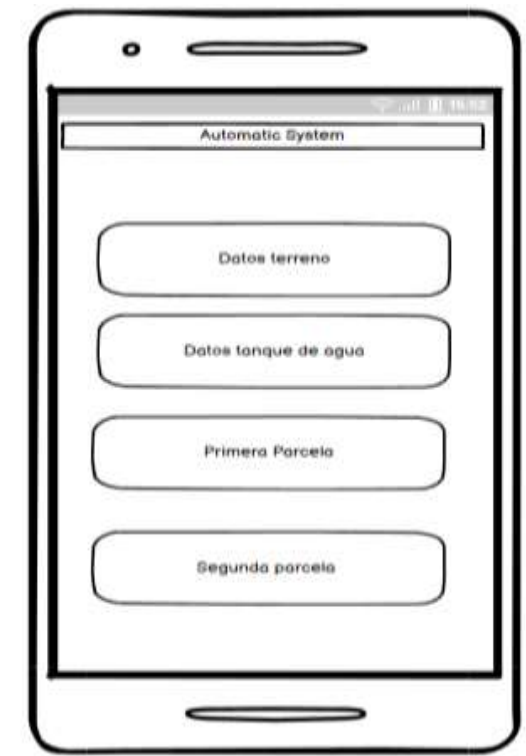 Automatic System
Datos terreno
Datos tanque de agua
Primera Parcela
Segunda parcela